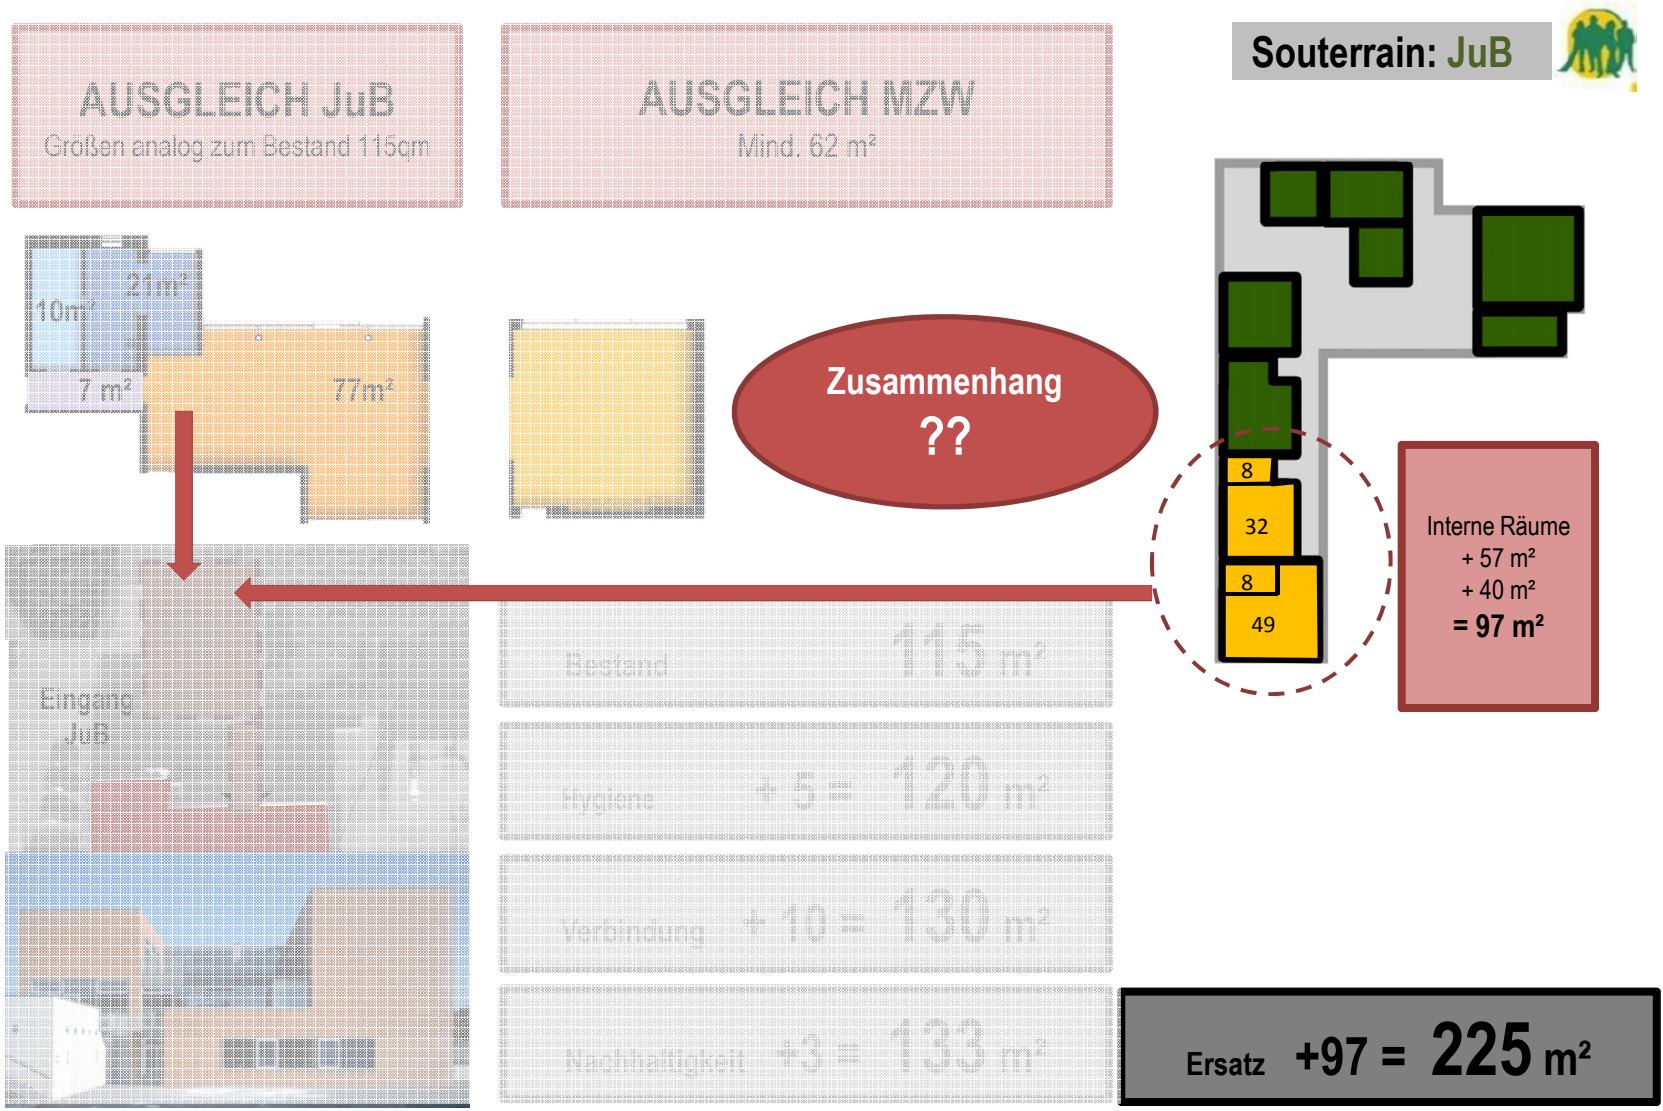 AUSGLEICH JuB
Größen analog zum Bestand 115qm
AUSGLEICH MZW
Mind. 62 m²
Souterrain: JuB
10m²
21m²
7 m²
77m²
Zusammenhang
??
8
32
8
49
Interne Räume
+ 57 m²
+ 40 m²
= 97 m²
Eingang
JuB
Bestand 115 m²
Hygiene + 5 = 120 m²
Verbindung + 10 = 130 m²
Nachhaltigkeit +3 = 133 m²
Ersatz +97 = 225 m²